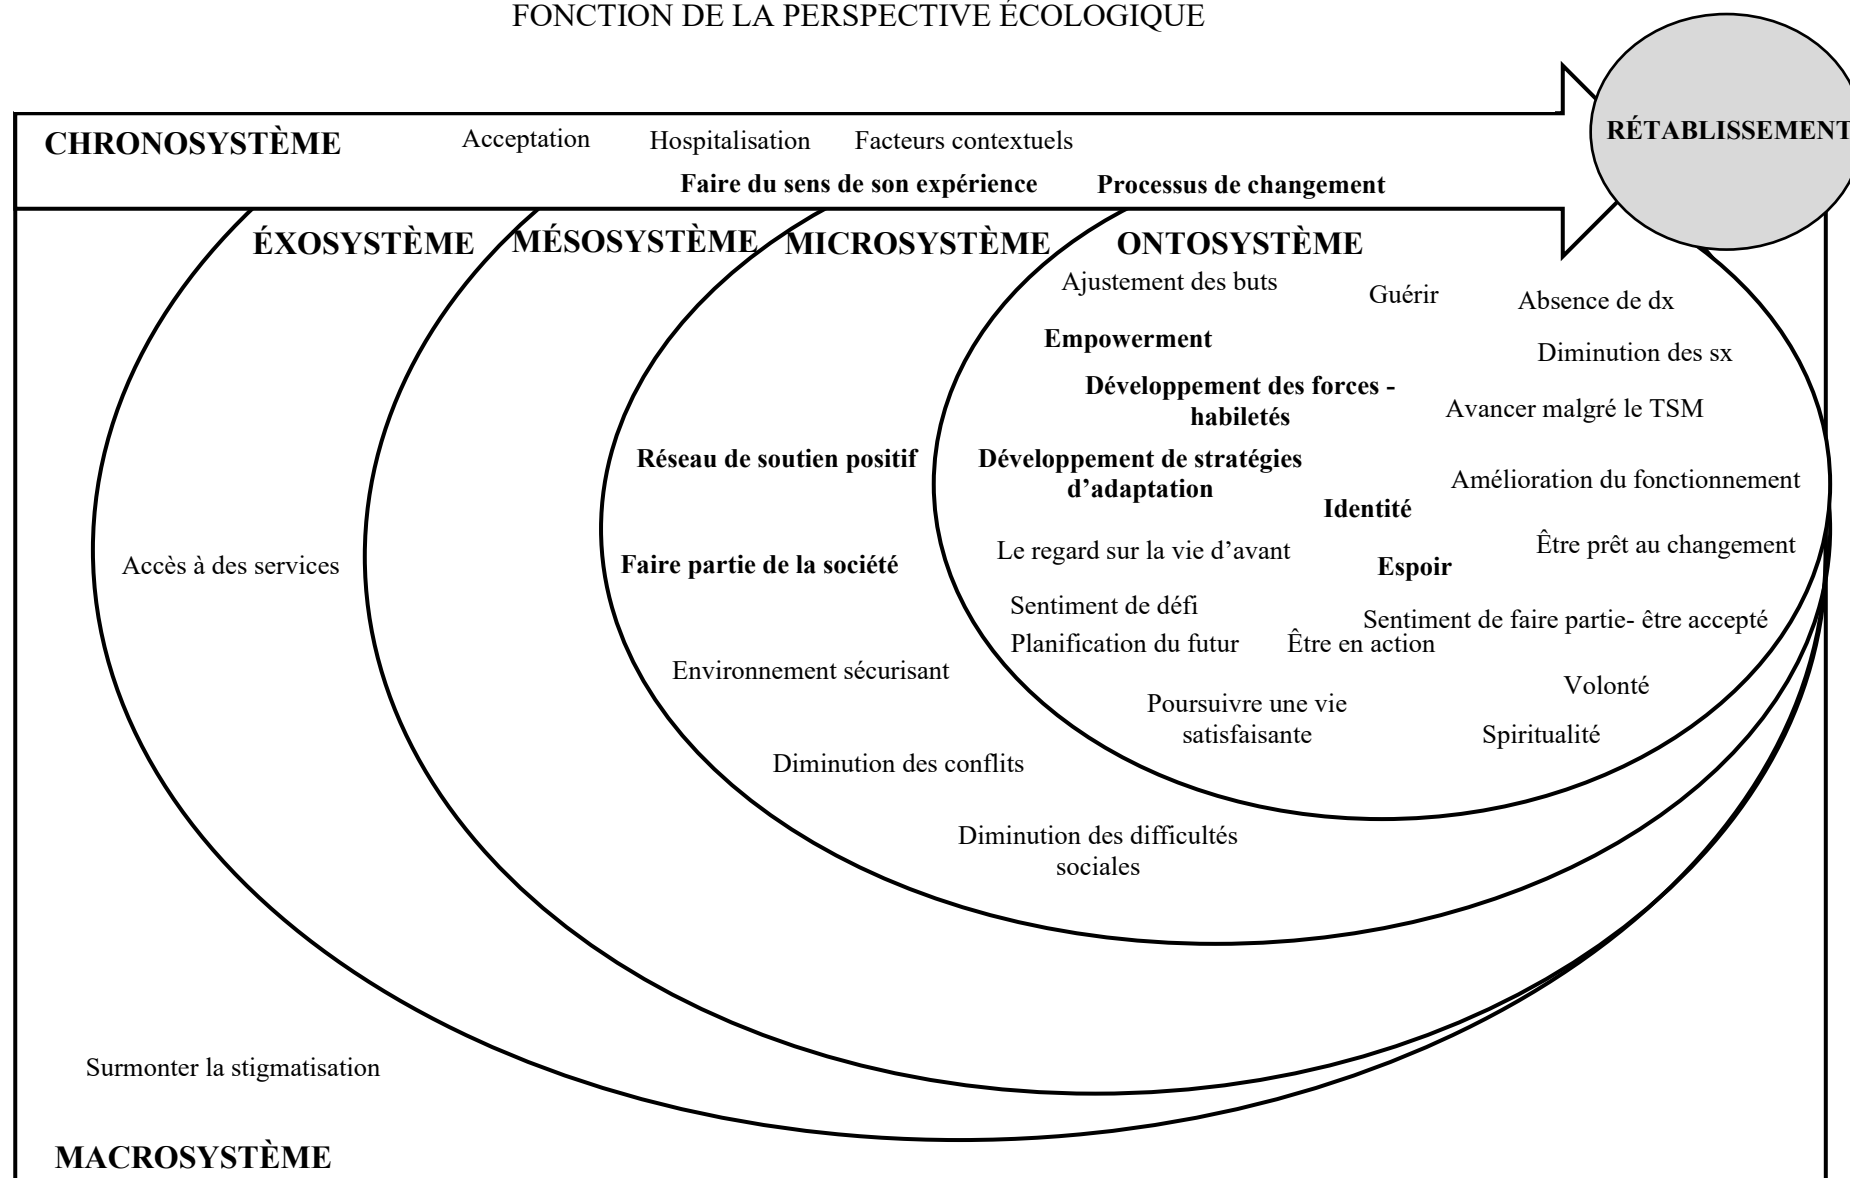 FONCTION DE LA PERSPECTIVE ÉCOLOGIQUE
RÉTABLISSEMENT
CHRONOSYSTÈME
Acceptation
Hospitalisation
Facteurs contextuels
Faire du sens de son expérience
Processus de changement
ÉXOSYSTÈME
MÉSOSYSTÈME
MICROSYSTÈME
ONTOSYSTÈME
Ajustement des buts
Guérir
Absence de dx
Empowerment
Diminution des sx
Développement des forces -
habiletés
Avancer malgré le TSM
Réseau de soutien positif
Développement de stratégies
d’adaptation
Amélioration du fonctionnement
Identité
Le regard sur la vie d’avant
Être prêt au changement
Accès à des services
Faire partie de la société
Espoir
Sentiment de défi
Sentiment de faire partie- être accepté
Planification du futur
Être en action
Environnement sécurisant
Volonté
Poursuivre une vie
satisfaisante
Spiritualité
Diminution des conflits
Diminution des difficultés
sociales
Surmonter la stigmatisation
MACROSYSTÈME